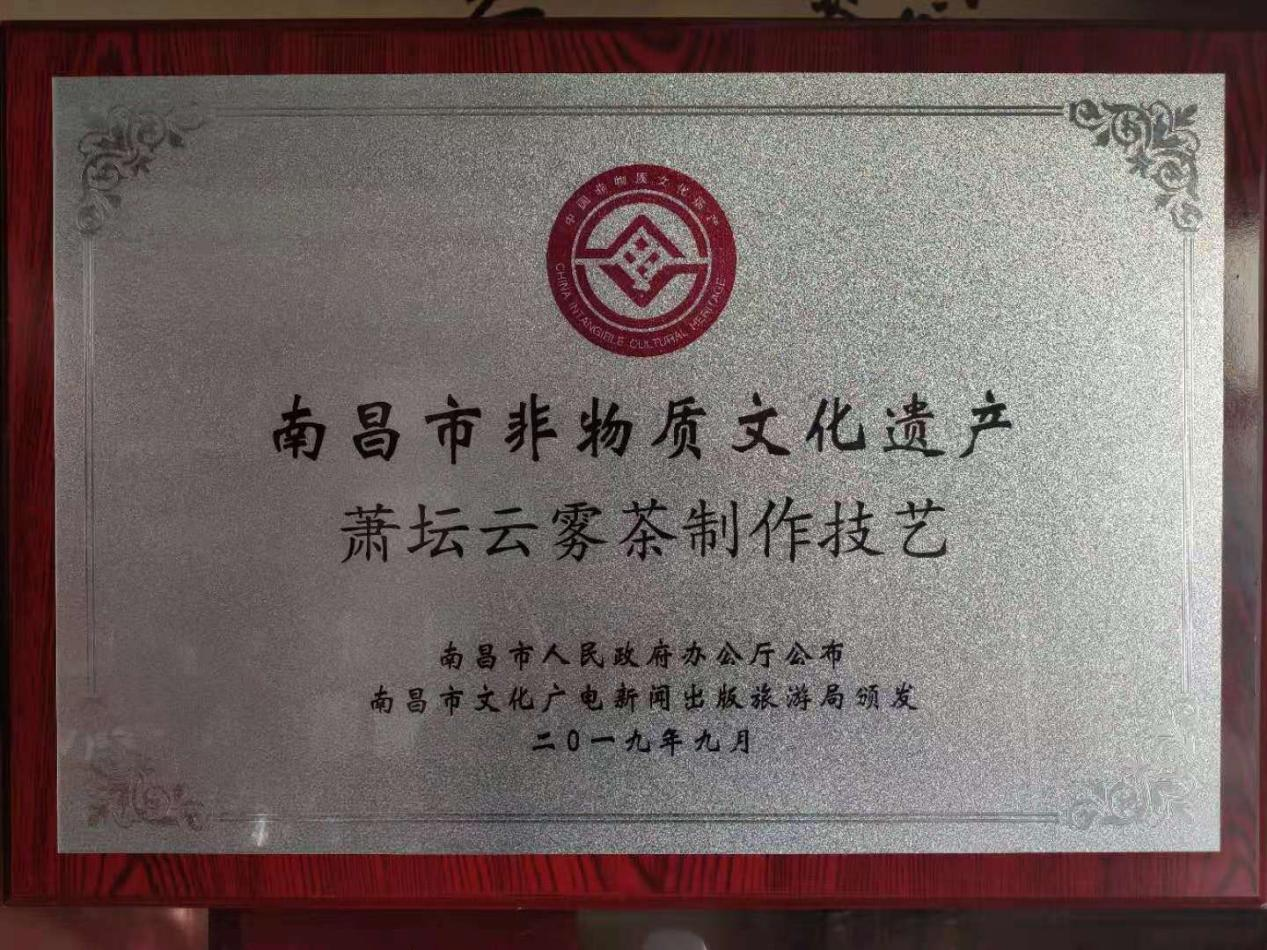 中国非物质文化遗产
CHINA INTANGIBLE CULTURAL HERITAGE
南昌市非物质文化遗产
萧坛云雾茶制作技艺
南昌市人民政府办公厅公布
南昌市文化广电新闻出版旅游局颁发
二0一九年九月